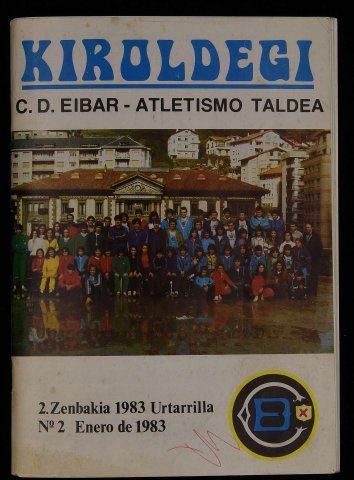 KIROLDEGI
C. D. EIBAR - ATLETISMO TALDEA
2. Zenbakia 1983 Urtarrilla
Nº 2 Enero de 1983